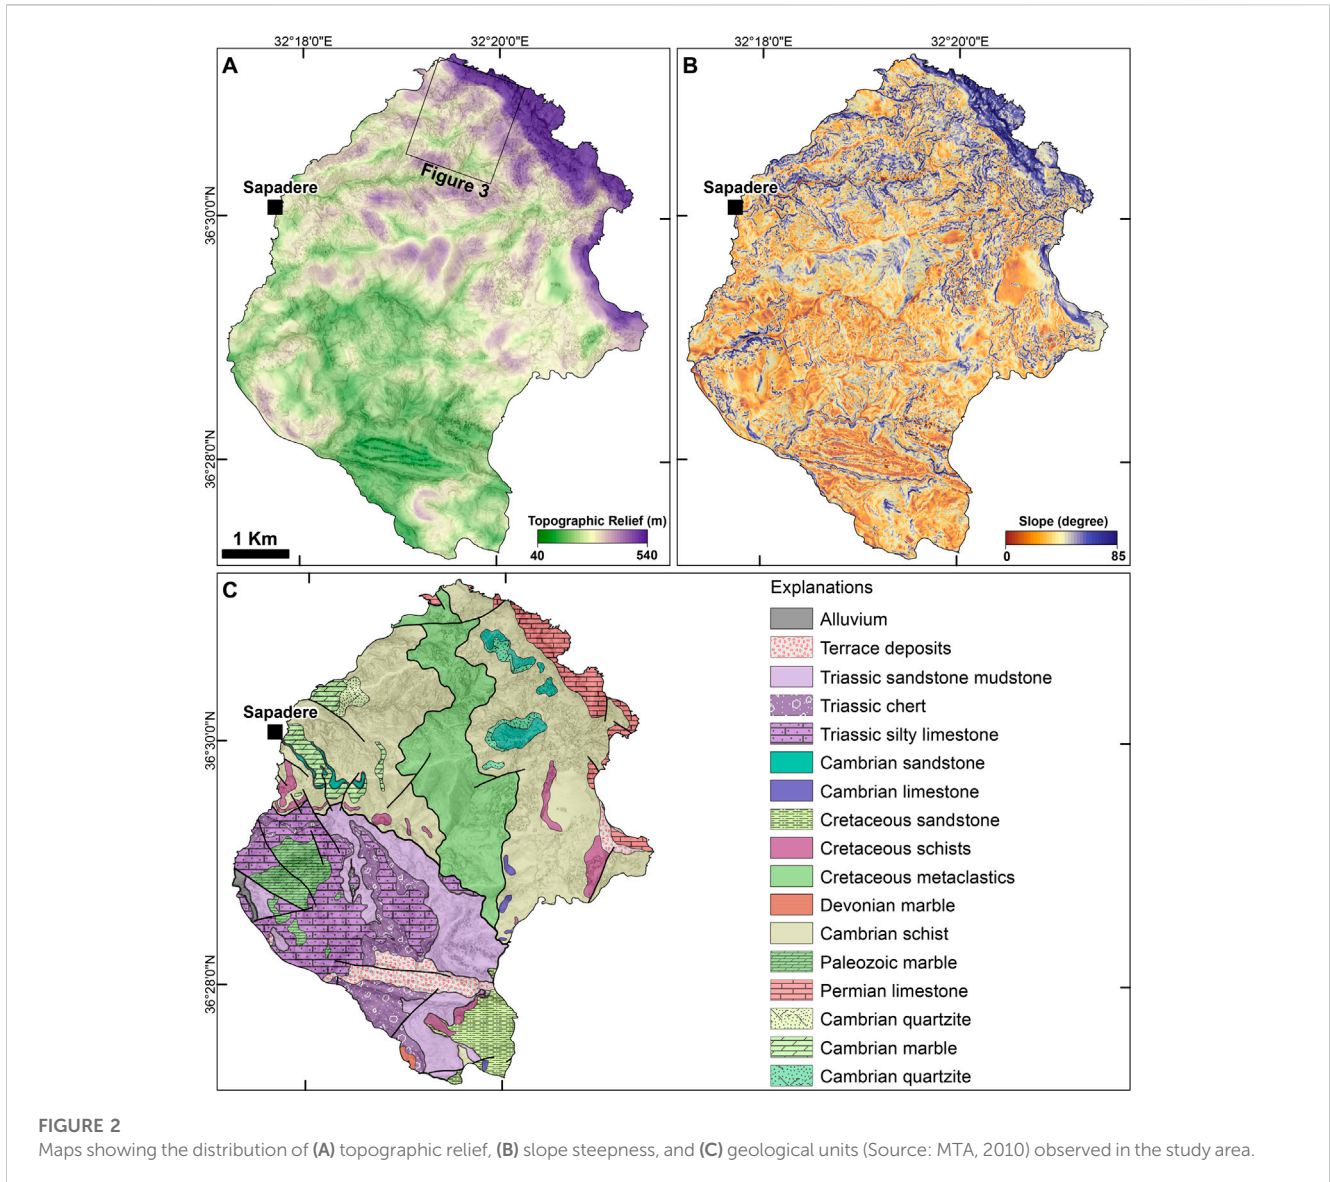 32°18'0"E
32°20'0"E
32°18'0"E
32°20'0"E
A
B
Figure 3
Sapadere
Sapadere
36°30'0"N
36°28'0"N
1 Km
Topographic Relief (m)
40
540
Slope (degree)
0
85
C
Sapadere
36°30'0"N
36°28'0"N
Explanations
Alluvium
Terrace deposits
Triassic sandstone mudstone
Triassic chert
Triassic silty limestone
Cambrian sandstone
Cambrian limestone
Cretaceous sandstone
Cretaceous schists
Cretaceous metaclastics
Devonian marble
Cambrian schist
Paleozoic marble
Permian limestone
Cambrian quartzite
Cambrian marble
Cambrian quartzite
FIGURE 2
Maps showing the distribution of (A) topographic relief, (B) slope steepness, and (C) geological units (Source: MTA, 2010) observed in the study area.